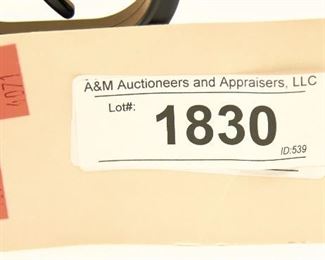 A&M Auctioneers and Appraisers, LLC
Lot#:
1830
ID:539